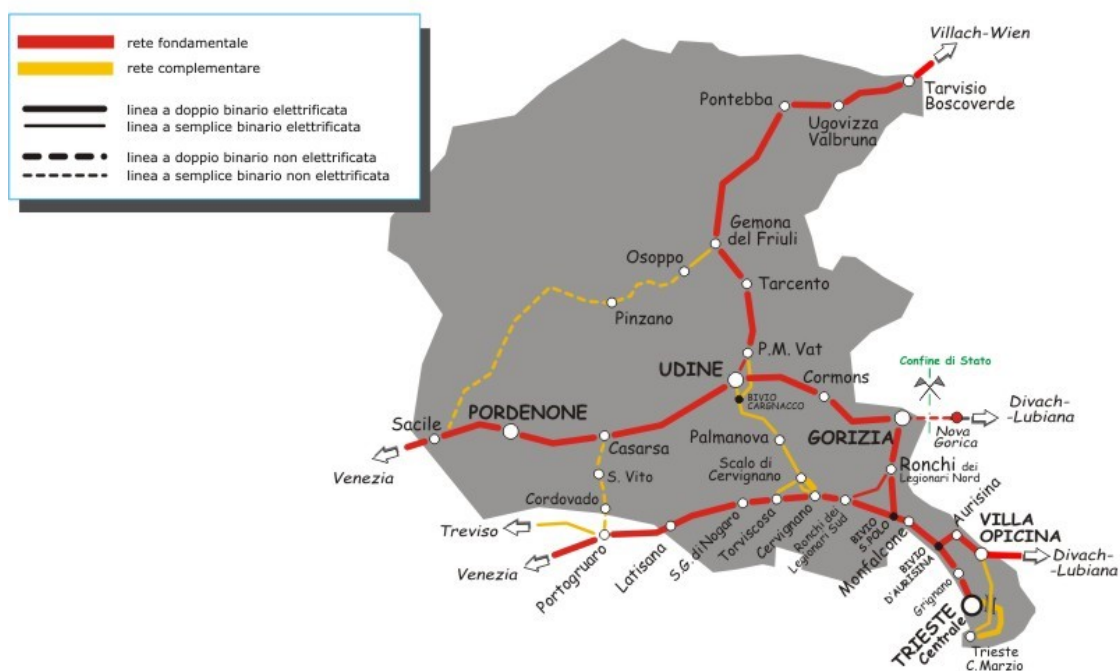 rete fondamentale
rete complementare
linea a doppio binario elettrificata
linea a semplice binario elettrificata
linea a doppio binario non elettrificata
linea a semplice binario non elettrificata
Villach-Wien
Tarvisio
Boscoverde
Pontebba
Ugovizza
Valbruna
Gemona
del Friuli
Osoppo
Tarcento
Pinzano
P.M. Vat
UDINE
Cormons
Confine di Stato
BIVIO
CARGNACCO
Sacile
PORDENONE
Casarsa
Palmanova
GORIZIA
Nova
Gorica
Divach-
-Lubiana
Venezia
S. Vito
Scalo di
Cervignano
Ronchi dei
Legionari Nord
Cordovado
Treviso
Venezia
Portogruaro
Latisana
S.G. di Nogaro
Torviscosa
Cervignano
Ronchi dei
Legionari Sud
BIVIO
S.POLO
Monfalcone
BIVIO
D'AURISINA
Aurisina
VILLA
OPICINA
Divach-
-Lubiana
Grignano
TRIESTE
Centrale
Trieste
C.Marzio